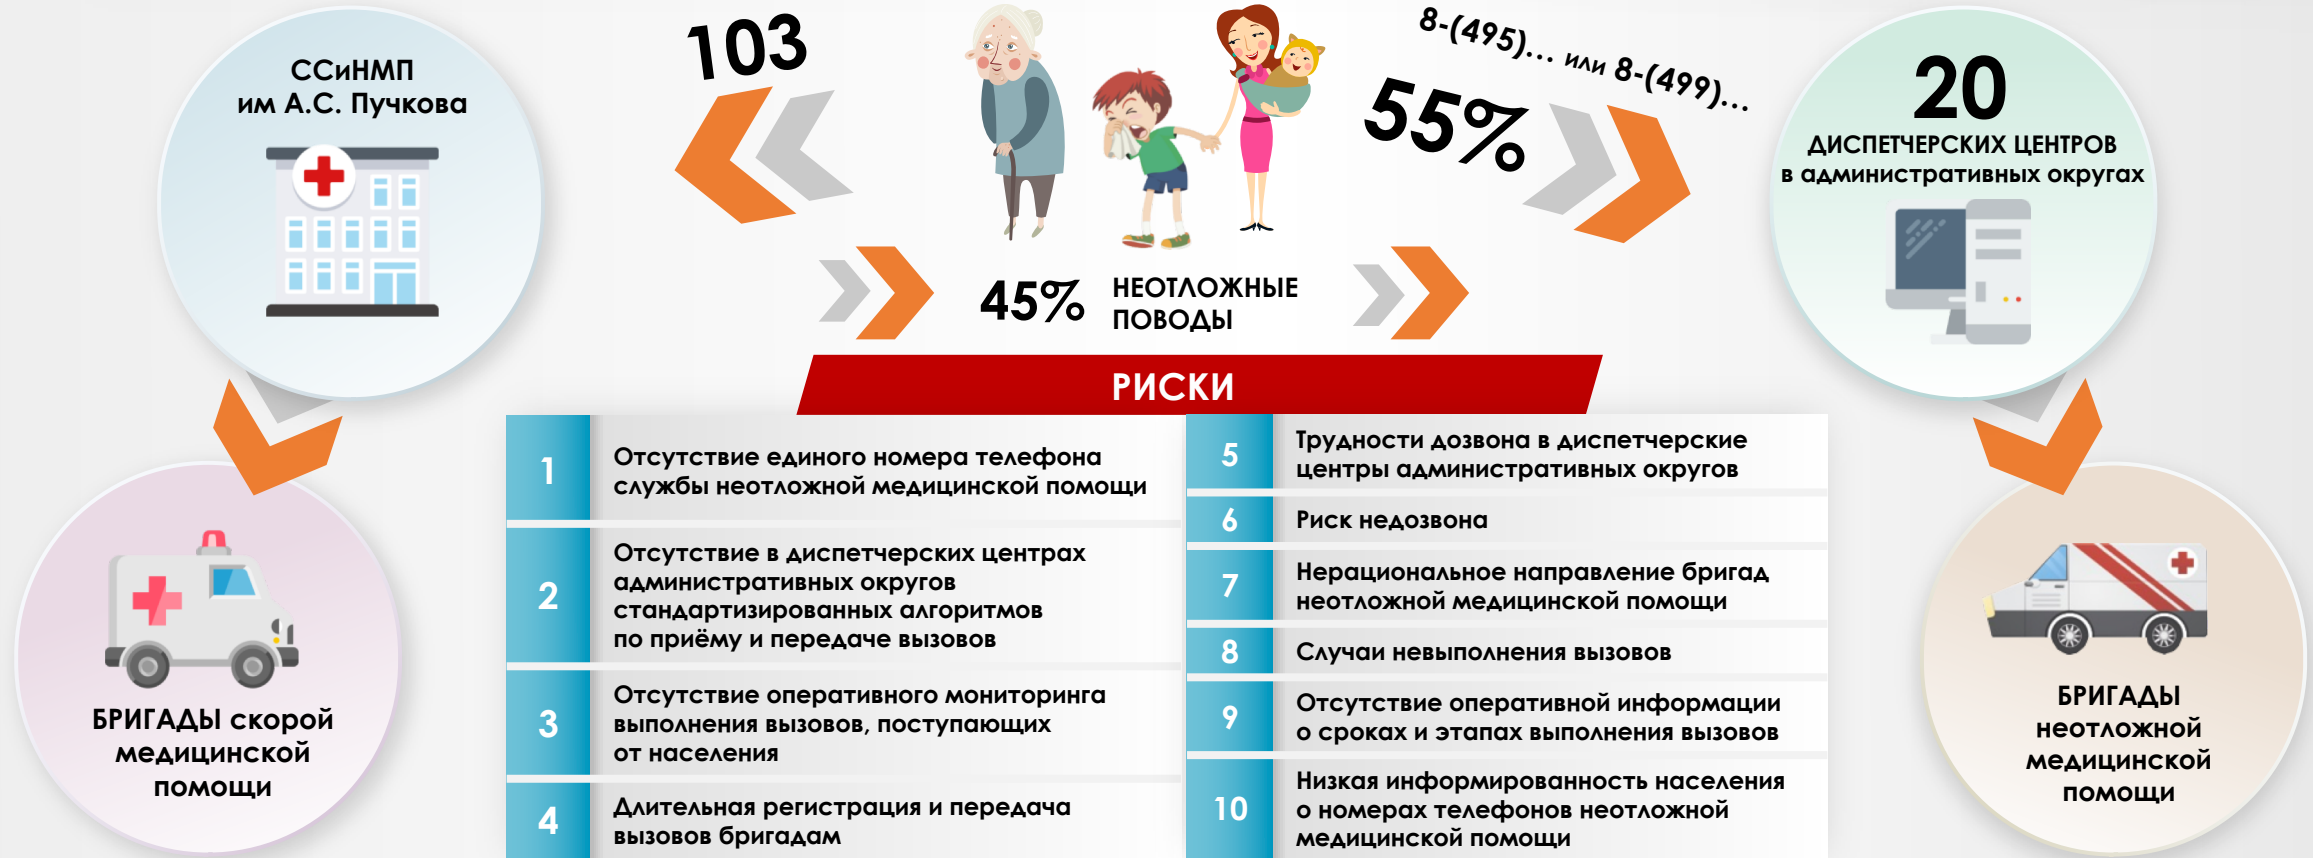 ССиНМП
им А.С. Пучкова
103
8-(495)... или 8-(499)...
55%
20
ДИСПЕТЧЕРСКИХ ЦЕНТРОВ
в административных округах
45%
НЕОТЛОЖНЫЕ
ПОВОДЫ
БРИГАДЫ скорой
медицинской
помощи
РИСКИ
1
Отсутствие единого номера телефона
службы неотложной медицинской помощи
2
Отсутствие в диспетчерских центрах
административных округов
стандартизированных алгоритмов
по приёму и передаче вызовов
3
Отсутствие оперативного мониторинга
выполнения вызовов, поступающих
от населения
4
Длительная регистрация и передача
вызовов бригадам
5
Трудности дозвона в диспетчерские
центры административных округов
6
Риск недозвона
7
Нерациональное направление бригад
неотложной медицинской помощи
8
Случаи невыполнения вызовов
9
Отсутствие оперативной информации
о сроках и этапах выполнения вызовов
10
Низкая информированность населения
о номерах телефонов неотложной
медицинской помощи
БРИГАДЫ
неотложной
медицинской
помощи